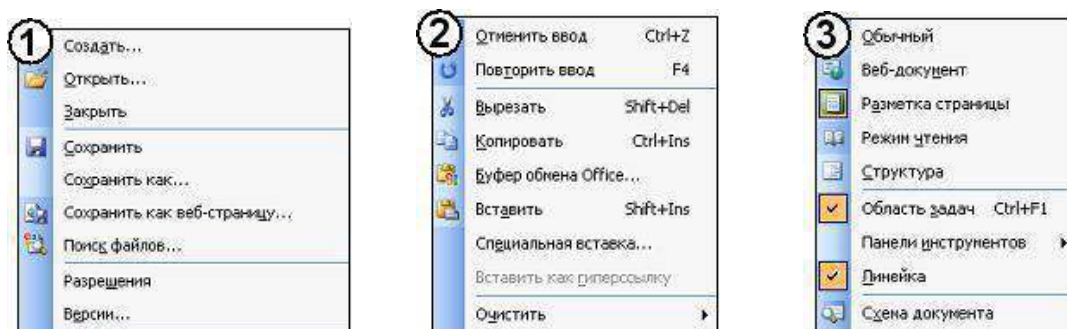 1
Создать...
Открыть...
Закрыть
Сохранить
Сохранить как...
Сохранить как веб-страницу...
Поиск файлов...
Разрешения
Версии...
2
Отменить ввод Ctrl+Z
Повторить ввод F4
Вырезать Shift+Del
Копировать Ctrl+Ins
Буфер обмена Office...
Вставить Shift+Ins
Специальная вставка...
Вставить как гиперссылку
Очистить
3
Обычный
Веб-документ
Разметка страницы
Режим чтения
Структура
Область задач Ctrl+F1
Панели инструментов
Линейка
Схема документа